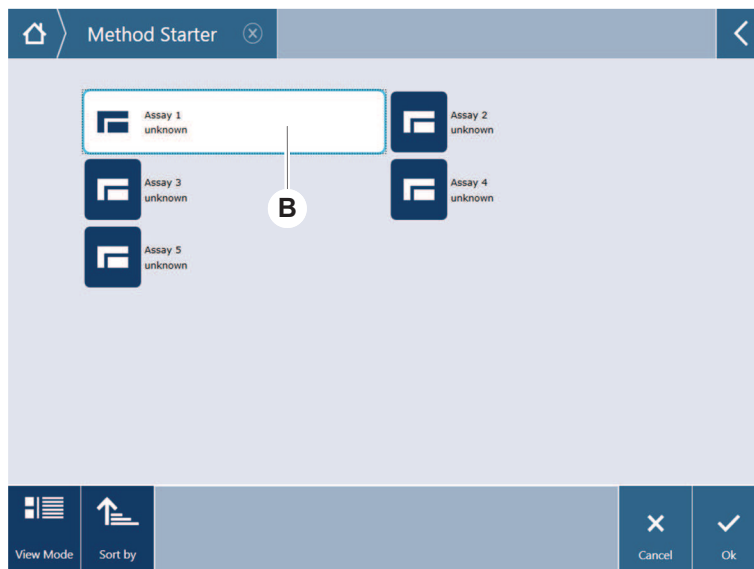 Method Starter
Assay 1
unknown
Assay 2
unknown
Assay 3
unknown
Assay 4
unknown
B
Assay 5
unknown
View Mode
Sort by
Cancel
Ok